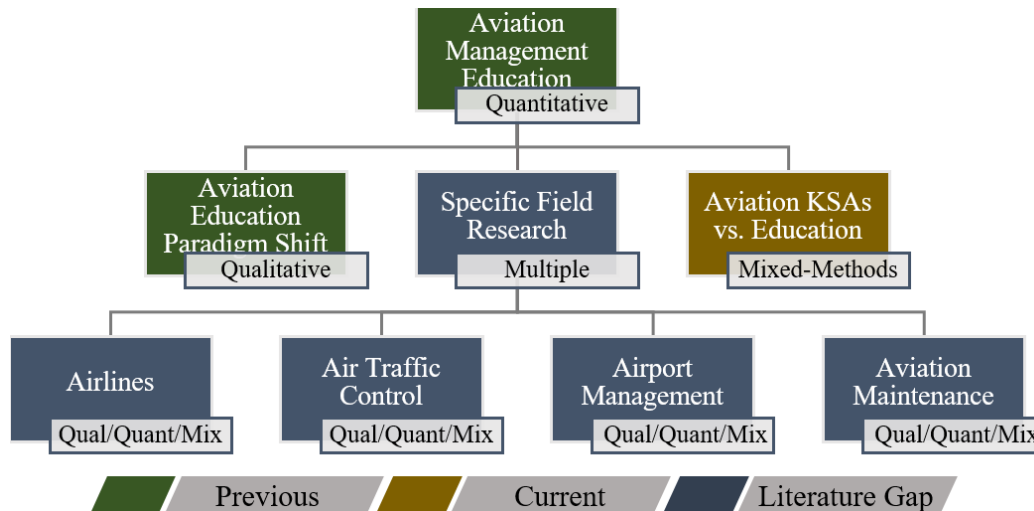 Aviation
Management
Education
Quantitative
Aviation
Education
Paradigm Shift
Qualitative
Specific Field
Research
Multiple
Aviation KSAs
vs. Education
Mixed-Methods
Airlines
Qual/Quant/Mix
Air Traffic
Control
Qual/Quant/Mix
Airport
Management
Qual/Quant/Mix
Aviation
Maintenance
Qual/Quant/Mix
Previous
Current
Literature Gap